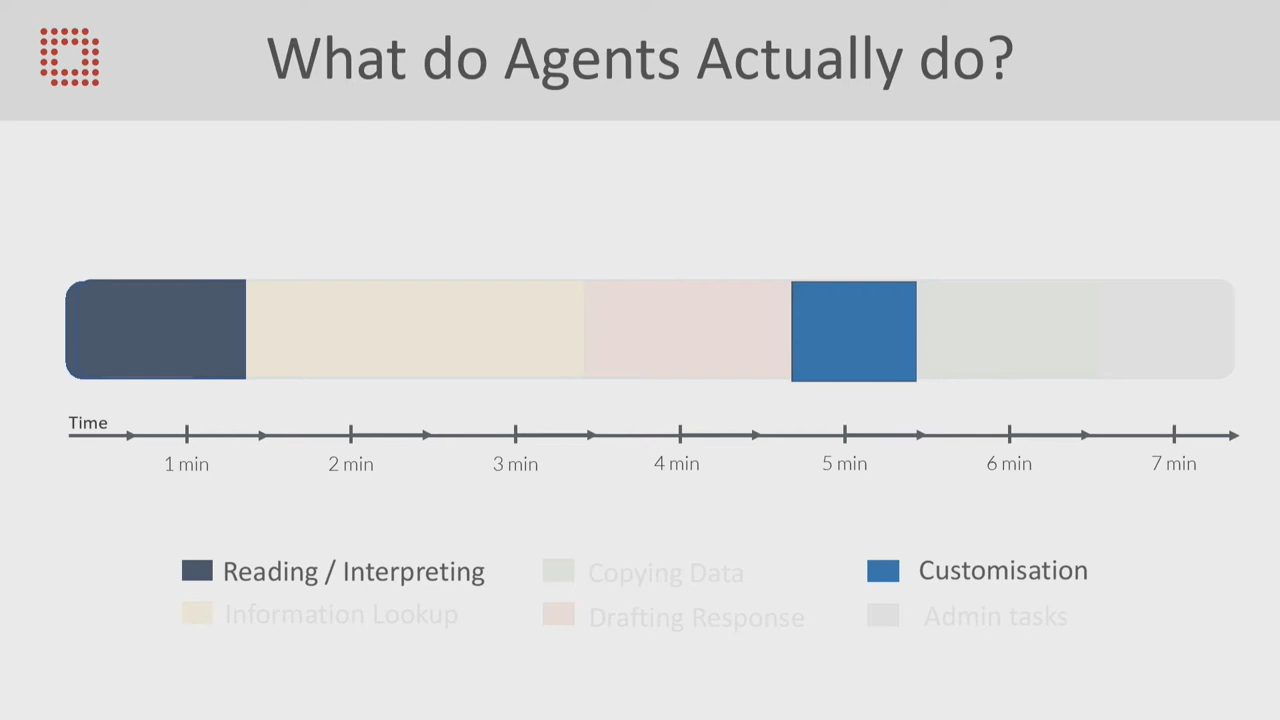 What do Agents Actually do?
Time
1 min 2 min 3 min 4 min 5 min 6 min 7 min
Reading / Interpreting Copying Data Customisation
Information Lookup Drafting Response Admin tasks